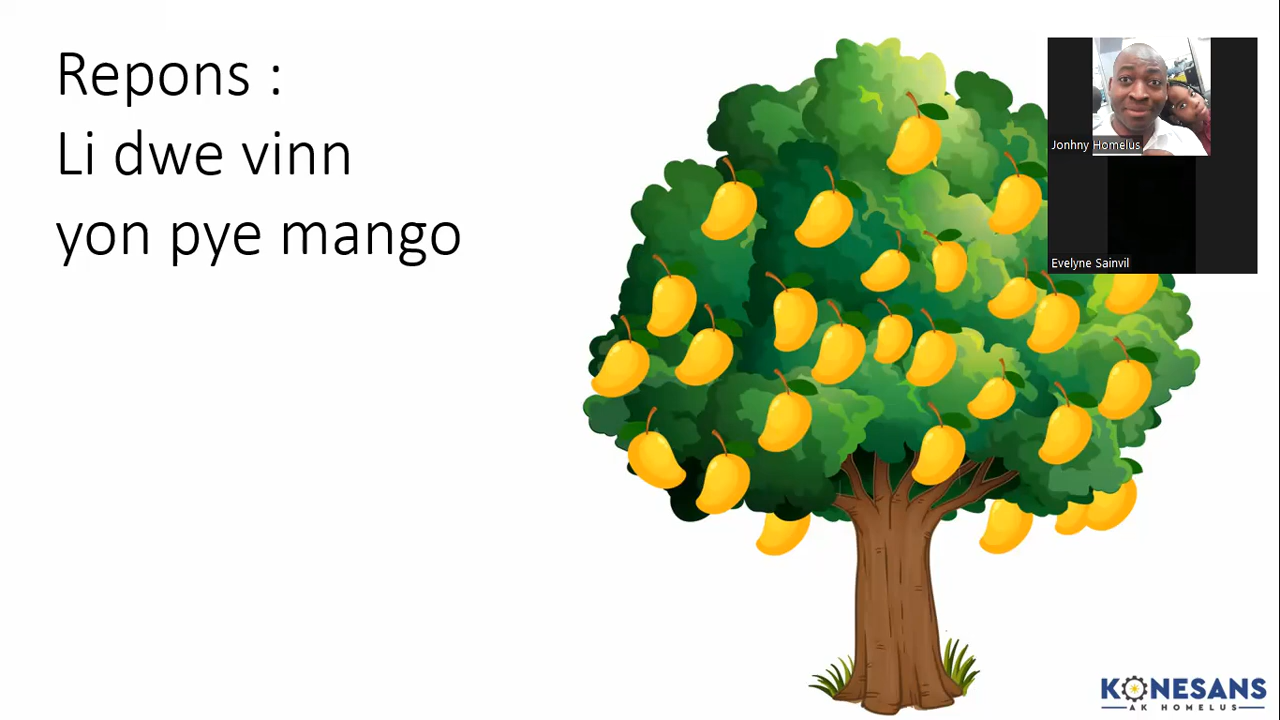 Repons :
Li dwe vinn
yon pye mango
Jonhny Homelus
Evelyne Sainvil
KONESANS
AK HOMELUS